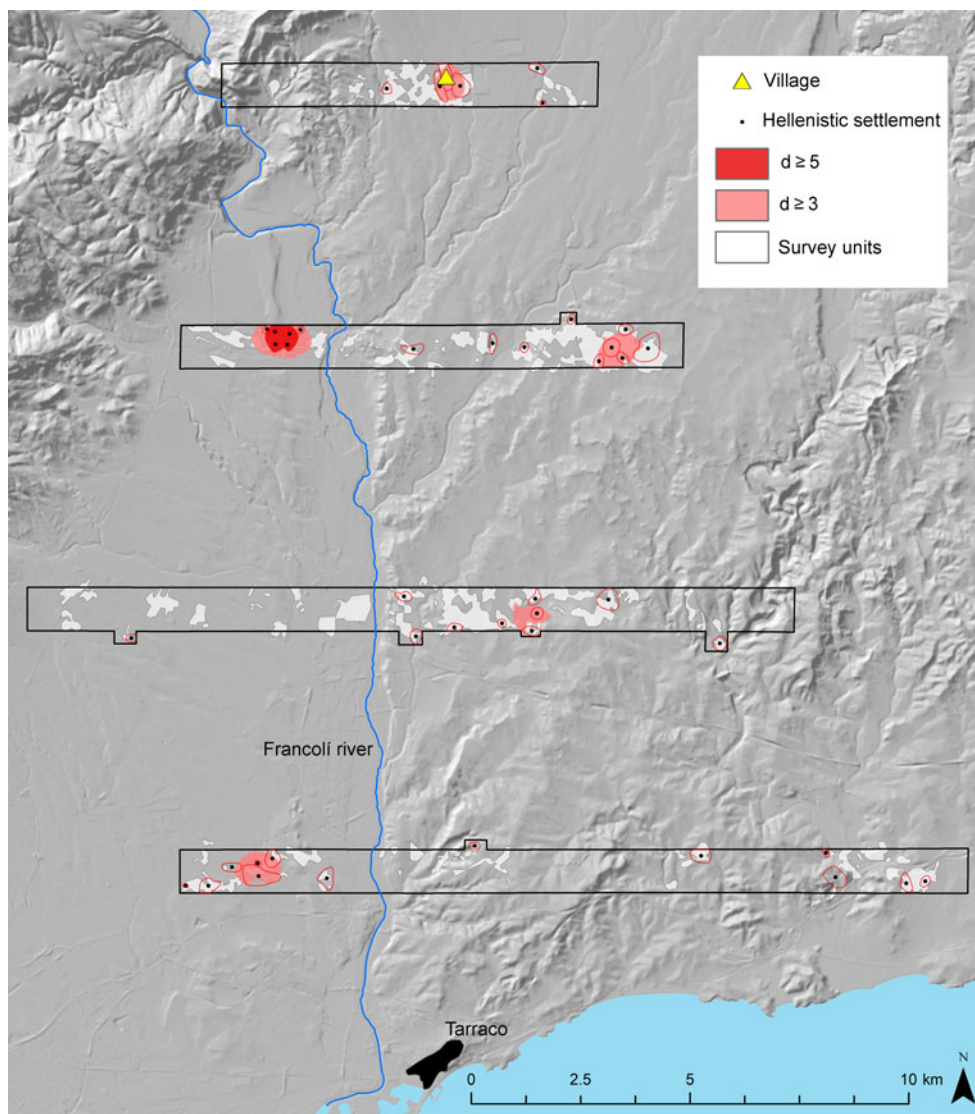 Village
Hellenistic settlement
d ≥ 5
d ≥ 3
Survey units
Francolí river
Tarraco
N
0 2.5 5 10 km